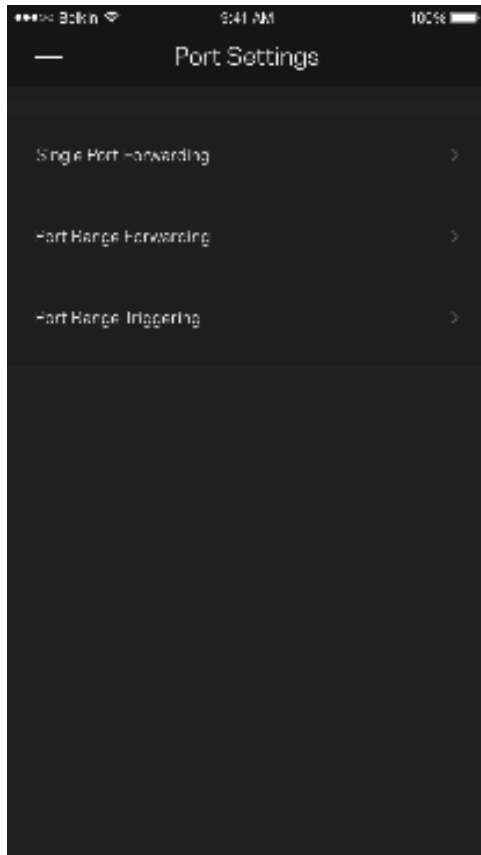 Belkin 9:41 AM 100%
Port Settings
Single Port Forwarding
Port Range Forwarding
Port Range Triggering